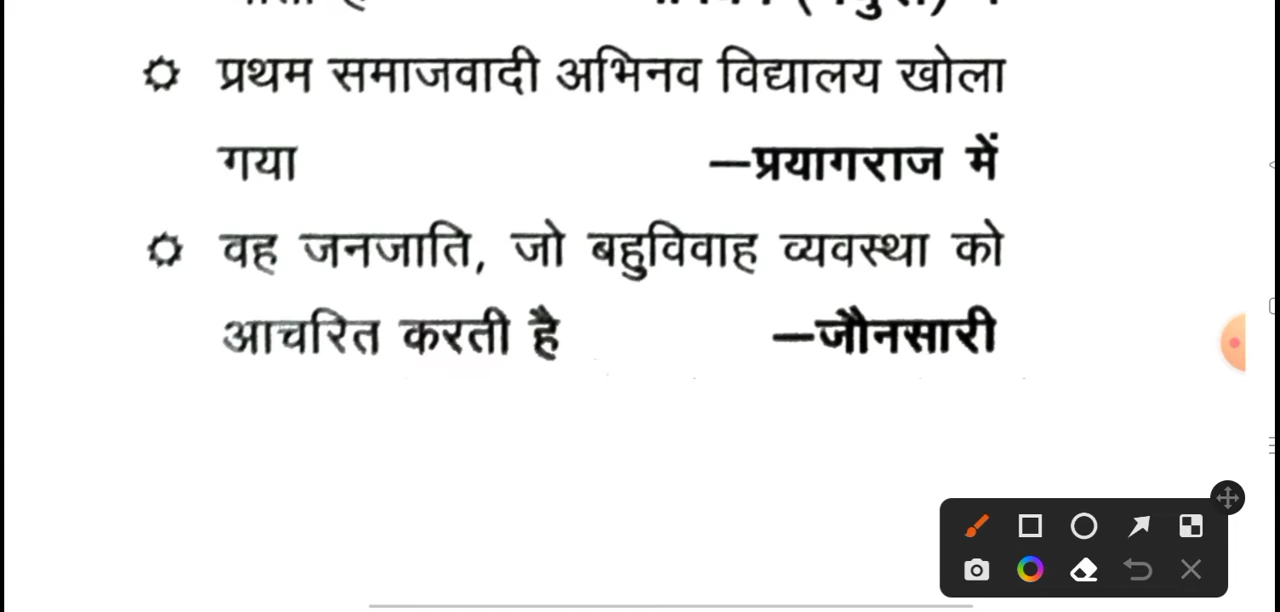 ✩ प्रथम समाजवादी अभिनव विद्यालय खोला
गया —प्रयागराज में
✩ वह जनजाति, जो बहुविवाह व्यवस्था को
आचरित करती है —जौनसारी